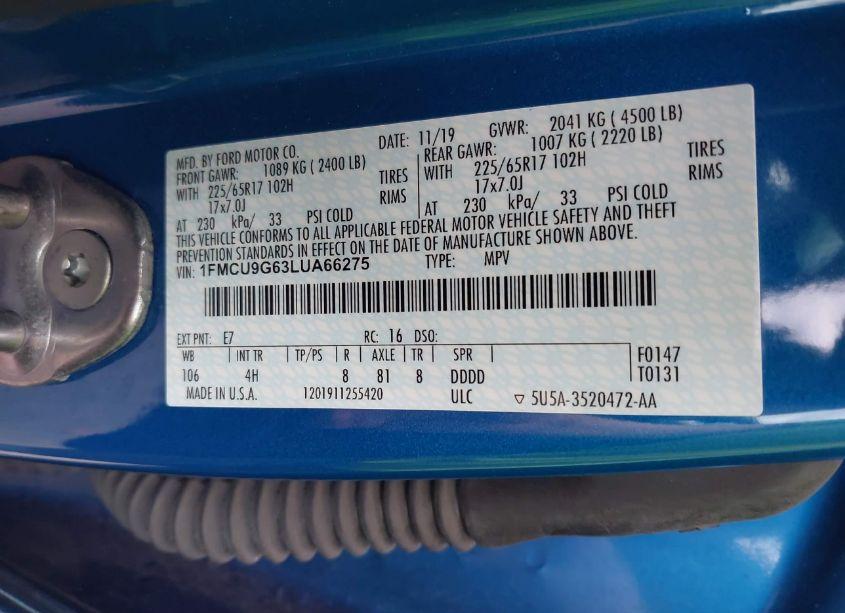 MFD. BY FORD MOTOR CO.
DATE: 11/19 GVWR: 2041 KG ( 4500 LB)
FRONT GAWR: 1089 KG ( 2400 LB)
REAR GAWR: 1007 KG ( 2220 LB)
WITH 225/65R17 102H TIRES
WITH 225/65R17 102H TIRES
17x7.0J RIMS
17x7.0J RIMS
AT 230 kPa/ 33 PSI COLD
AT 230 kPa/ 33 PSI COLD
THIS VEHICLE CONFORMS TO ALL APPLICABLE FEDERAL MOTOR VEHICLE SAFETY AND THEFT
PREVENTION STANDARDS IN EFFECT ON THE DATE OF MANUFACTURE SHOWN ABOVE.
VIN: 1FMCU9G63LUA66275 TYPE: MPV
EXT PNT: E7 RC: 16 DSO:
WB INT TR TP/PS R AXLE TR SPR F0147
106 4H 8 81 8 DDDD T0131
MADE IN U.S.A. 1201911255420 ULC ▽ 5U5A-3520472-AA